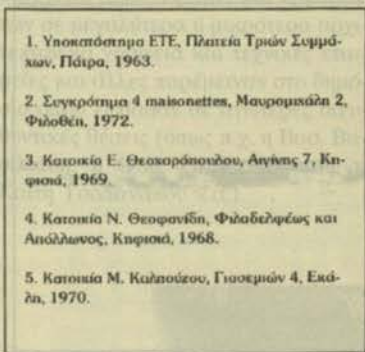 1. Υποκατάστημα ΕΤΕ, Πλατεία Τριών Συμμά-
χων, Πάτρα, 1963.
2. Συγκρότημα 4 maisonettes, Μαυρομιχάλη 2,
Φιλοθέη, 1972.
3. Κατοικία Ε. Θεοχαρόπουλου, Αιγίνης 7, Κη-
φισιά, 1969.
4. Κατοικία Ν. Θεοφανίδη, Φιλαδελφέως και
Απόλλωνος, Κηφισιά, 1968.
5. Κατοικία Μ. Καλπούζου, Γιασεμιών 4, Εκά-
λη, 1970.